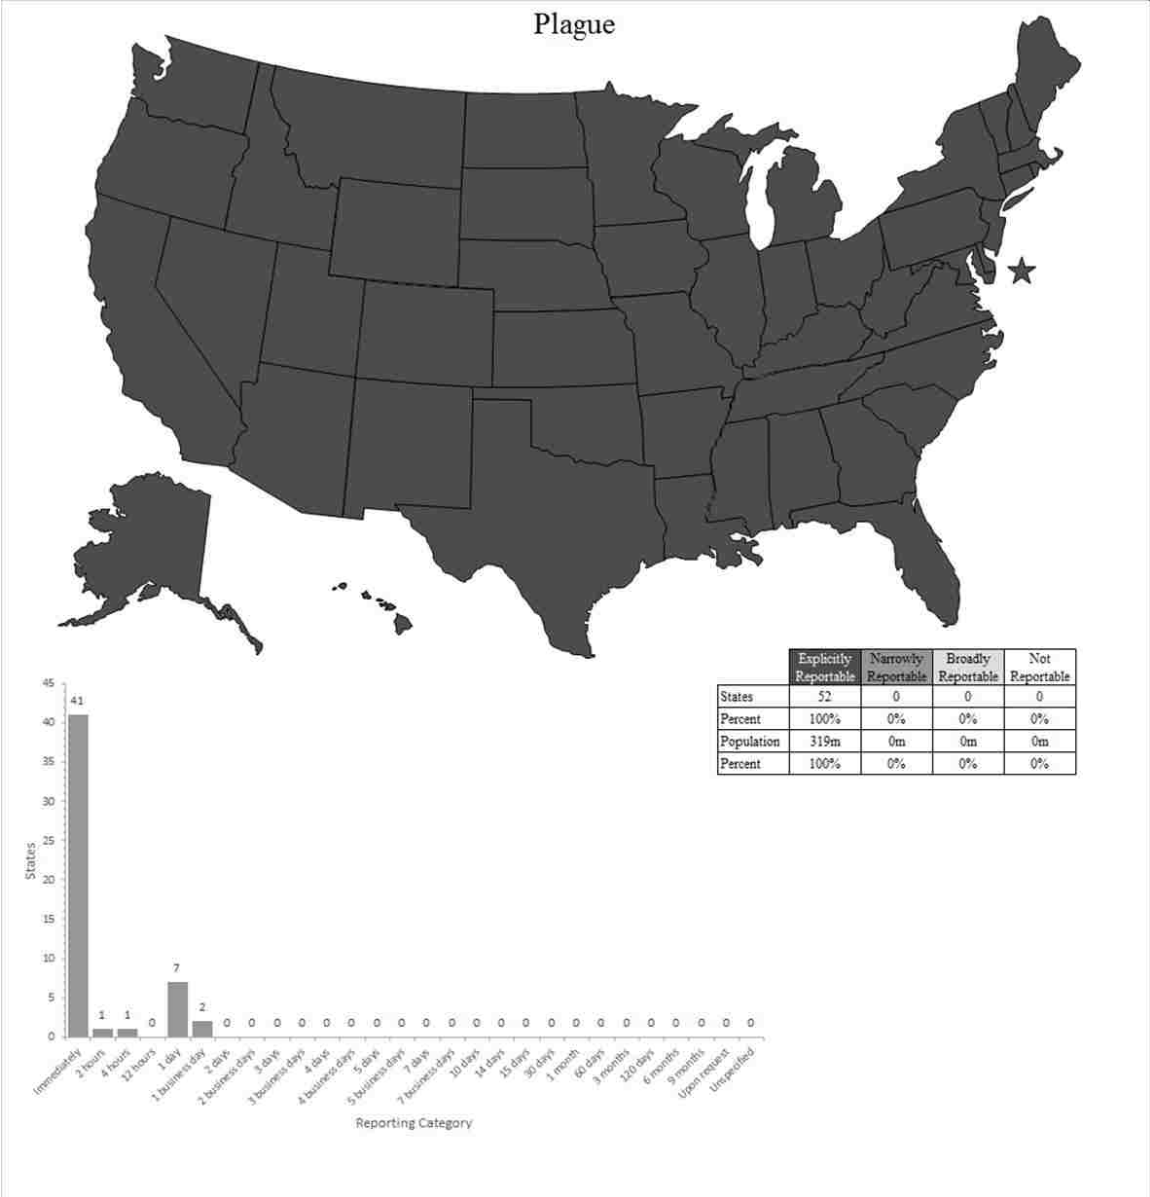 Plague
Explicitly Reportable Narrowly Reportable Broadly Reportable Not Reportable
States 52 0 0 0
Percent 100% 0% 0% 0%
Population 319m 0m 0m 0m
Percent 100% 0% 0% 0%
45
40
35
30
25
20
15
10
5
0
States
41 1 1 0 7 2 0 0 0 0 0 0 0 0 0 0 0 0 0 0 0 0 0 0 0 0 0 0
Immediately
2 hours
4 hours
12 hours
1 day
1 business day
2 days
2 business days
3 days
3 business days
4 days
4 business days
5 days
5 business days
7 days
7 business days
10 days
14 days
15 days
30 days
1 month
60 days
3 months
120 days
6 months
9 months
Upon request
Unspecified
Reporting Category